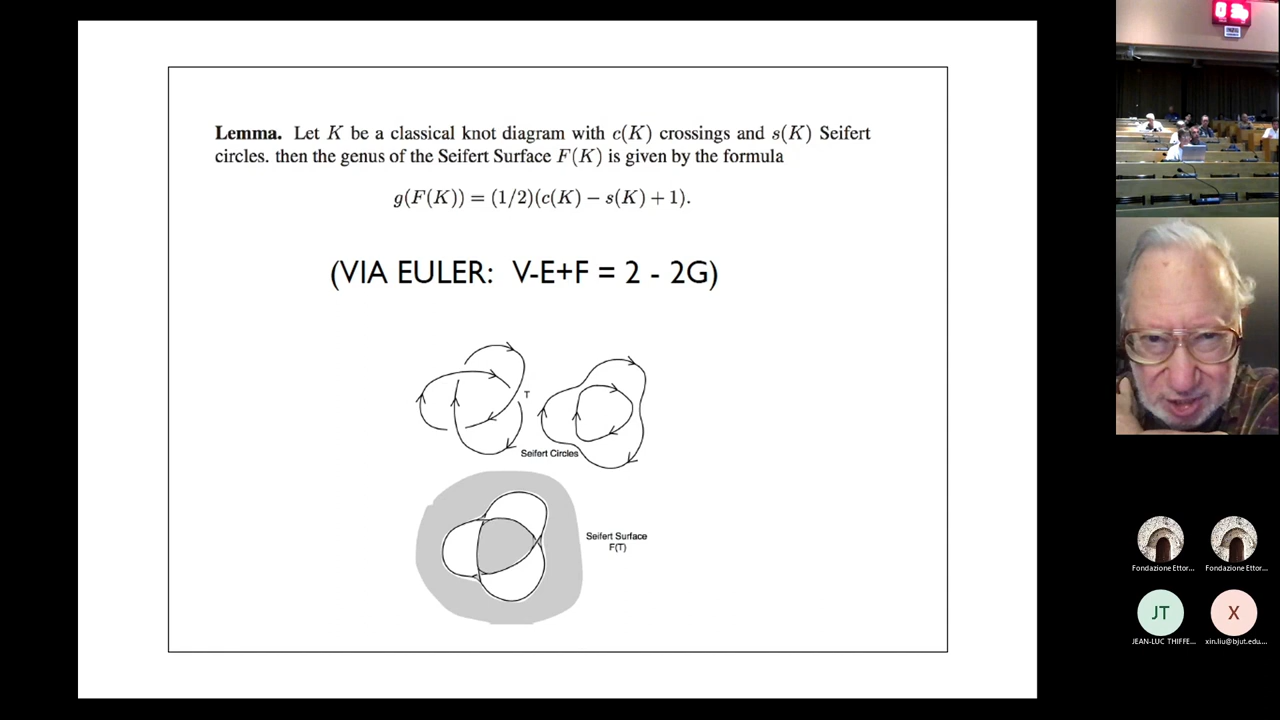 Lemma. Let K be a classical knot diagram with c(K) crossings and s(K) Seifert
circles. then the genus of the Seifert Surface F(K) is given by the formula
g(F(K)) = (1/2)(c(K) − s(K) + 1).
(VIA EULER: V-E+F = 2 - 2G)
T
Seifert Circles
Seifert Surface
F(T)
Fondazione Ettor...
Fondazione Ettor...
JT
X
JEAN-LUC THIFFE...
xin.liu@bjut.edu....